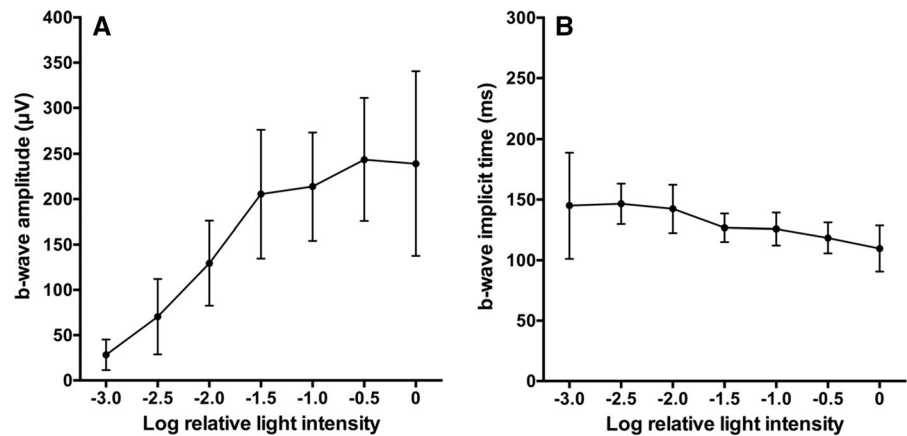 A
b-wave amplitude (µV)
400
350
300
250
200
150
100
50
0
-3.0 -2.5 -2.0 -1.5 -1.0 -0.5 0
Log relative light intensity
B
b-wave implicit time (ms)
300
250
200
150
100
50
0
-3.0 -2.5 -2.0 -1.5 -1.0 -0.5 0
Log relative light intensity